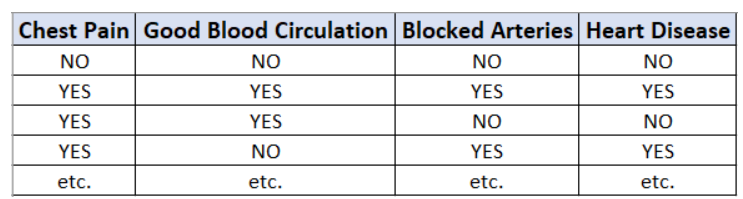 Chest Pain Good Blood Circulation Blocked Arteries Heart Disease
NO NO NO NO
YES YES YES YES
YES YES NO NO
YES NO YES YES
etc. etc. etc. etc.